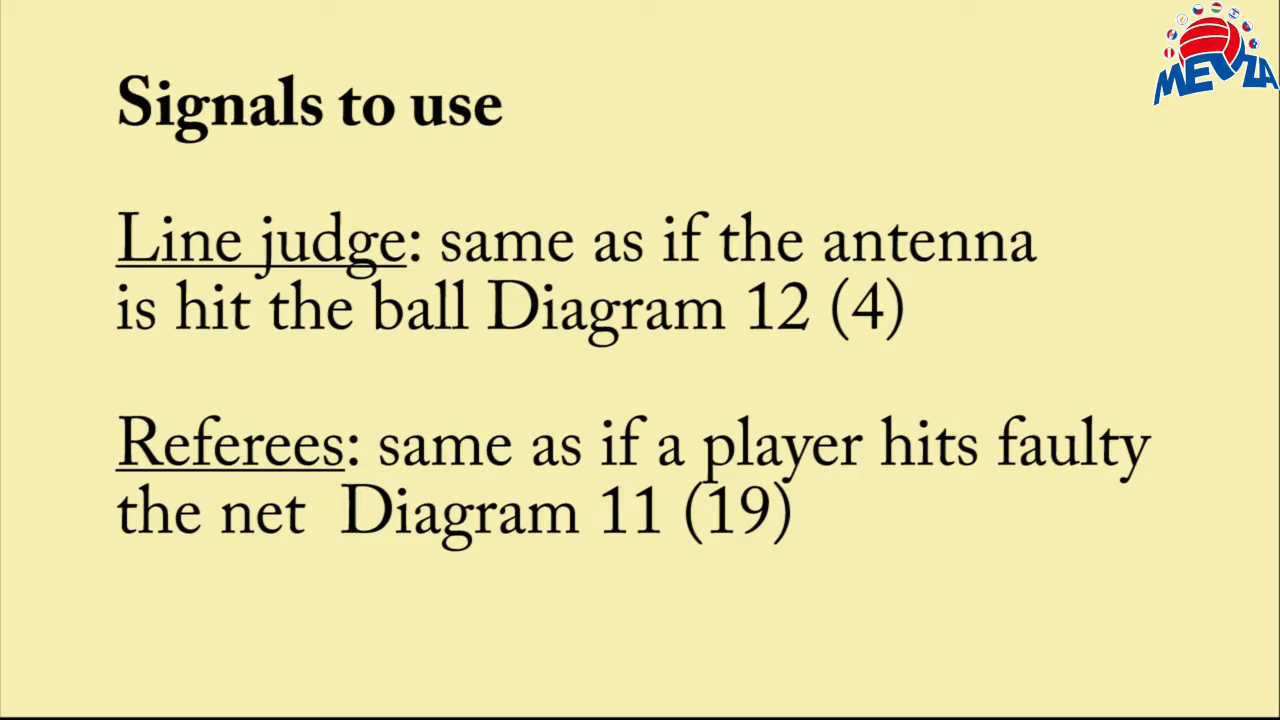 MEVZA
Signals to use
Line judge: same as if the antenna
is hit the ball Diagram 12 (4)
Referees: same as if a player hits faulty
the net Diagram 11 (19)